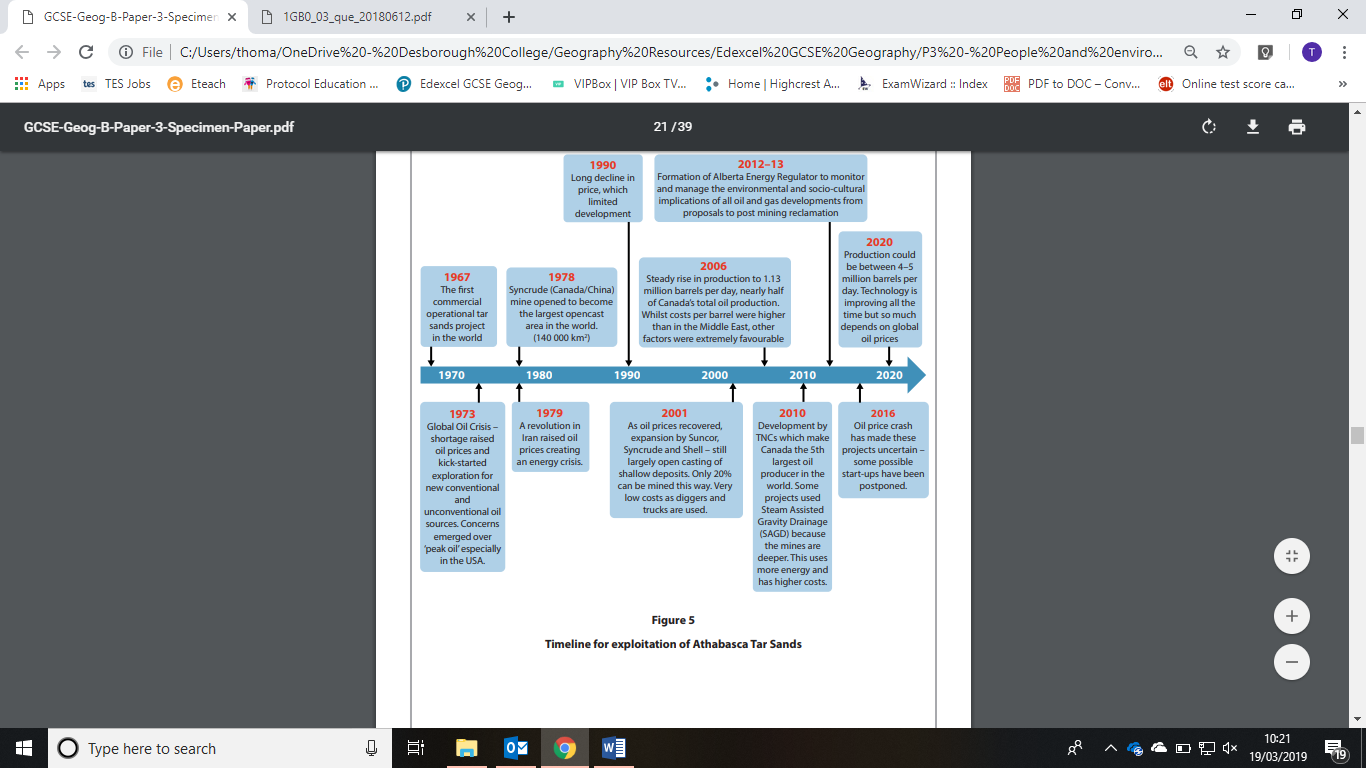 GCSE-Geog-B-Paper-3-Specimen
1GB0_03_que_20180612.pdf
File
C:/Users/thoma/OneDrive%20-%20Desborough%20College/Geography%20Resources/Edexcel%20GCSE%20Geography/P3%20-%20People%20and%20enviro...
T
Apps
tes TES Jobs
Eteach
Protocol Education ...
Edexcel GCSE Geog...
VIPBox | VIP Box TV...
Home | Highcrest A...
ExamWizard :: Index
PDF to DOC – Conv...
elt Online test score ca...
»
GCSE-Geog-B-Paper-3-Specimen-Paper.pdf
21 / 39
1990
Long decline in
price, which
limited
development
2012–13
Formation of Alberta Energy Regulator to monitor
and manage the environmental and socio-cultural
implications of all oil and gas developments from
proposals to post mining reclamation
1967
The first
commercial
operational tar
sands project
in the world
1978
Syncrude (Canada/China)
mine opened to become
the largest opencast
area in the world.
(140 000 km²)
2006
Steady rise in production to 1.13
million barrels per day, nearly half
of Canada's total oil production.
Whilst costs per barrel were higher
than in the Middle East, other
factors were extremely favourable
2020
Production could
be between 4–5
million barrels per
day. Technology is
improving all the
time but so much
depends on global
oil prices
1970 1980 1990 2000 2010 2020
1973
Global Oil Crisis –
shortage raised
oil prices and
kick-started
exploration for
new conventional
and
unconventional oil
sources. Concerns
emerged over
'peak oil' especially
in the USA.
1979
A revolution in
Iran raised oil
prices creating
an energy crisis.
2001
As oil prices recovered,
expansion by Suncor,
Syncrude and Shell – still
largely open casting of
shallow deposits. Only 20%
can be mined this way. Very
low costs as diggers and
trucks are used.
2010
Development by
TNCs which make
Canada the 5th
largest oil
producer in the
world. Some
projects used
Steam Assisted
Gravity Drainage
(SAGD) because
the mines are
deeper. This uses
more energy and
has higher costs.
2016
Oil price crash
has made these
projects uncertain –
some possible
start-ups have been
postponed.
Figure 5
Timeline for exploitation of Athabasca Tar Sands
Type here to search
10:21
19/03/2019
19